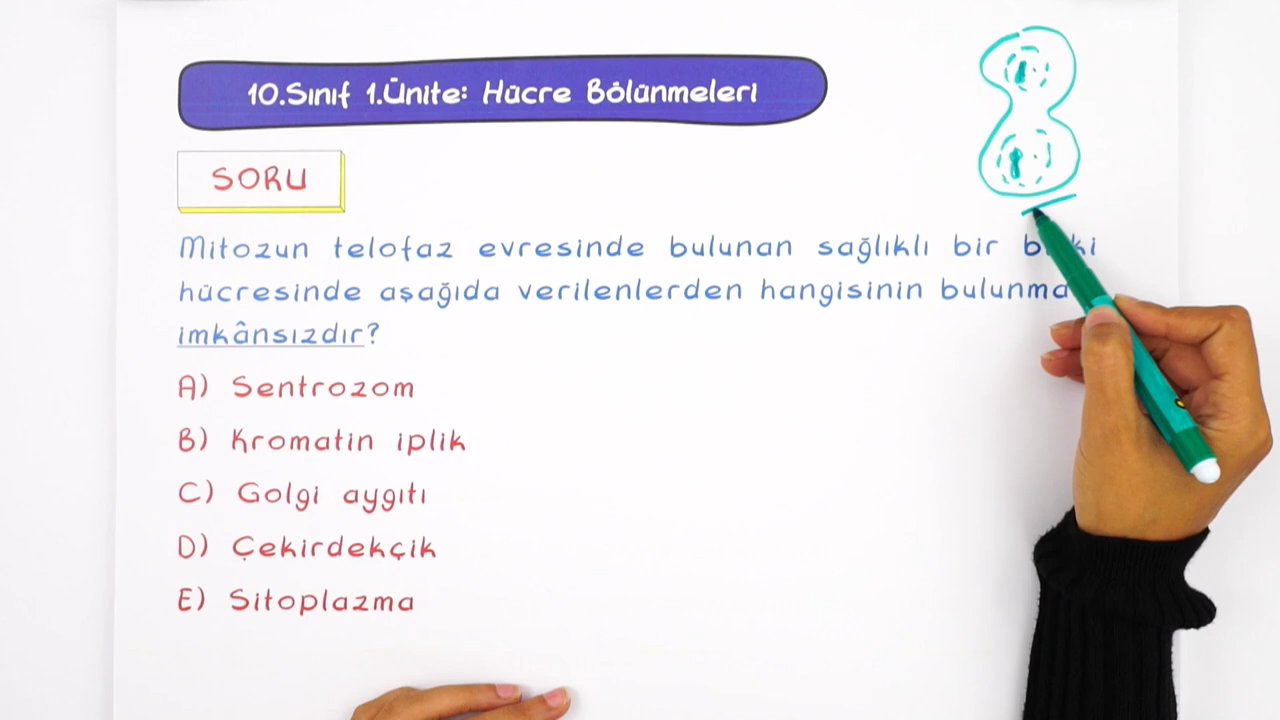 10.Sınıf 1.Ünite: Hücre Bölünmeleri
SORU
Mitozun telofaz evresinde bulunan sağlıklı bir
hücresinde aşağıda verilenlerden hangisinin
imkânsızdır?
A) Sentrozom
B) Kromatin iplik
C) Golgi aygıtı
D) Çekirdekçik
E) Sitoplazma